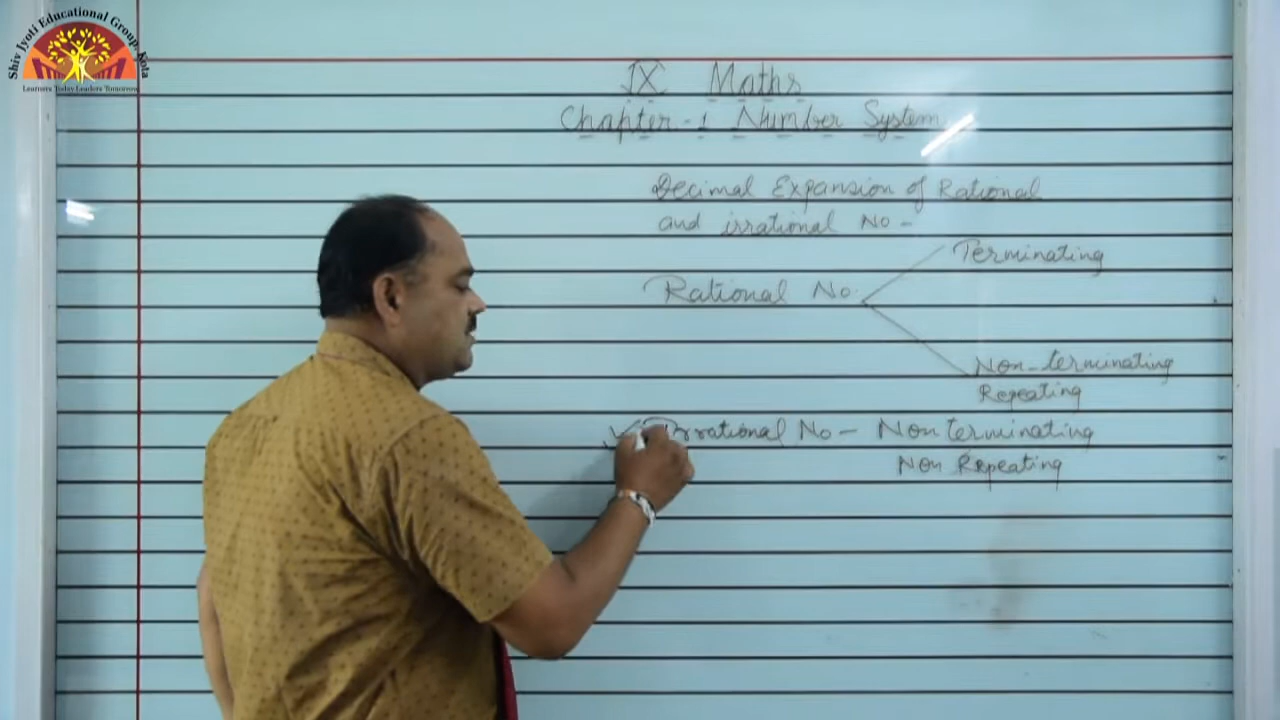 Shiv Jyoti Educational Group, Kota
Learners Today Leaders Tomorrow
IX Maths
Chapter-1 Number System
Decimal Expansion of Rational
and irrational No -
Terminating
Rational No.
Non-terminating
Repeating
Irrational No - Non terminating
Non Repeating